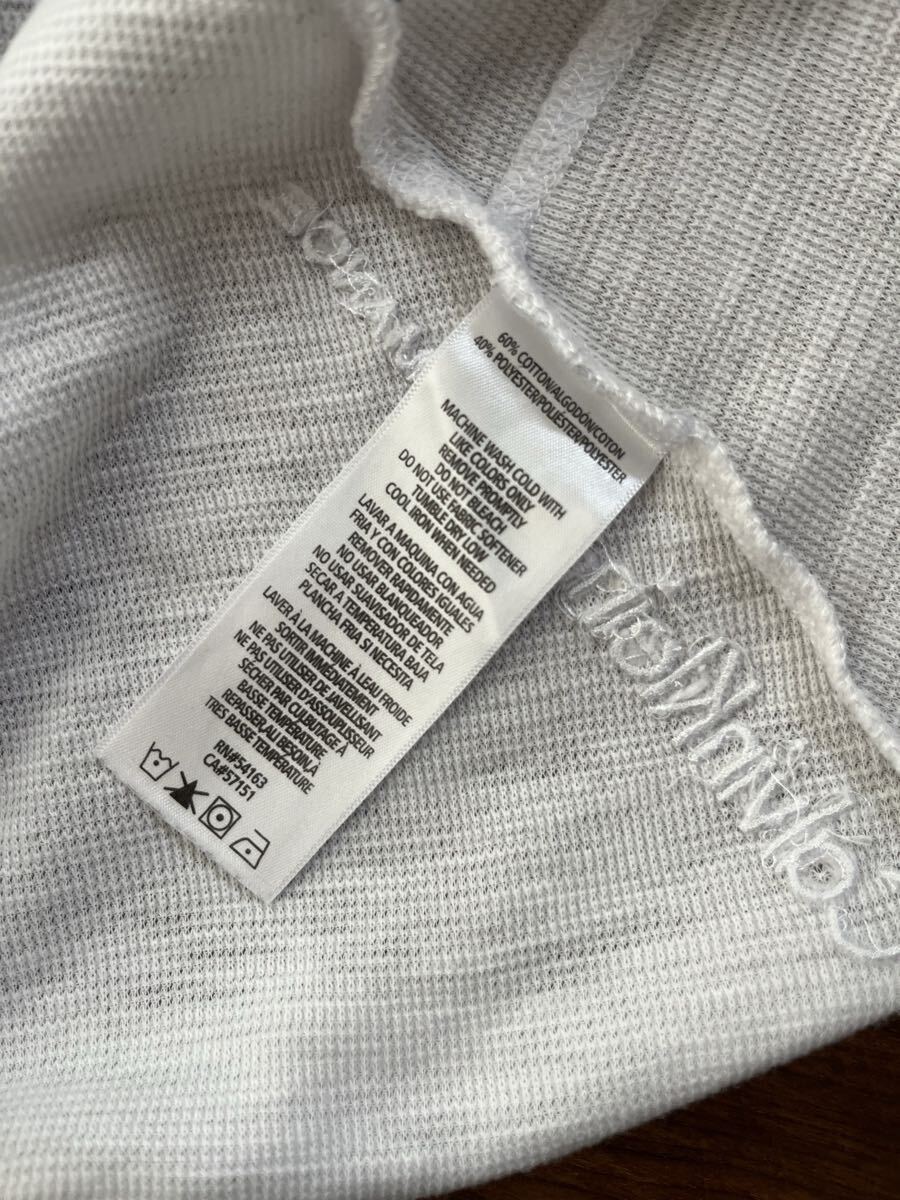 60% COTTON/ALGODÓN/COTON
40% POLYESTER/POLIÉSTER/POLYESTER
MACHINE WASH COLD WITH
LIKE COLORS ONLY
REMOVE PROMPTLY
DO NOT BLEACH
DO NOT USE FABRIC SOFTENER
TUMBLE DRY LOW
COOL IRON WHEN NEEDED
LAVAR A MAQUINA CON AGUA
FRIA Y CON COLORES IGUALES
REMOVER RAPIDAMENTE
NO USAR BLANQUEADOR
NO USAR SUAVISADOR DE TELA
SECAR A TEMPERATURA BAJA
PLANCHA FRIA SI NECESITA
LAVER À LA MACHINE À LEAU FROIDE
SORTIR IMMÉDIATEMENT
NE PAS UTILISER DE JAVELLISANT
NE PAS UTILISER D'ASSOUPLISSEUR
SÉCHER PAR CULBUTAGE À
BASSE TEMPÉRATURE
REPASSER AU BESOIN À
TRÈS BASSE TEMPÉRATURE
RN#54163
CA#57151
Calvin Klein